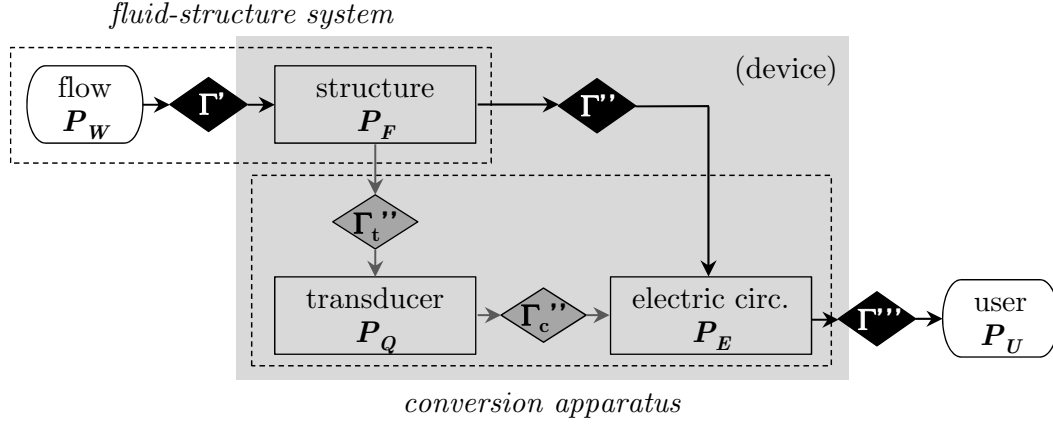 fluid-structure system
(device)
flow
P_W
Γ'
structure
P_F
Γ''
Γ_t''
transducer
P_Q
Γ_c''
electric circ.
P_E
Γ'''
user
P_U
conversion apparatus